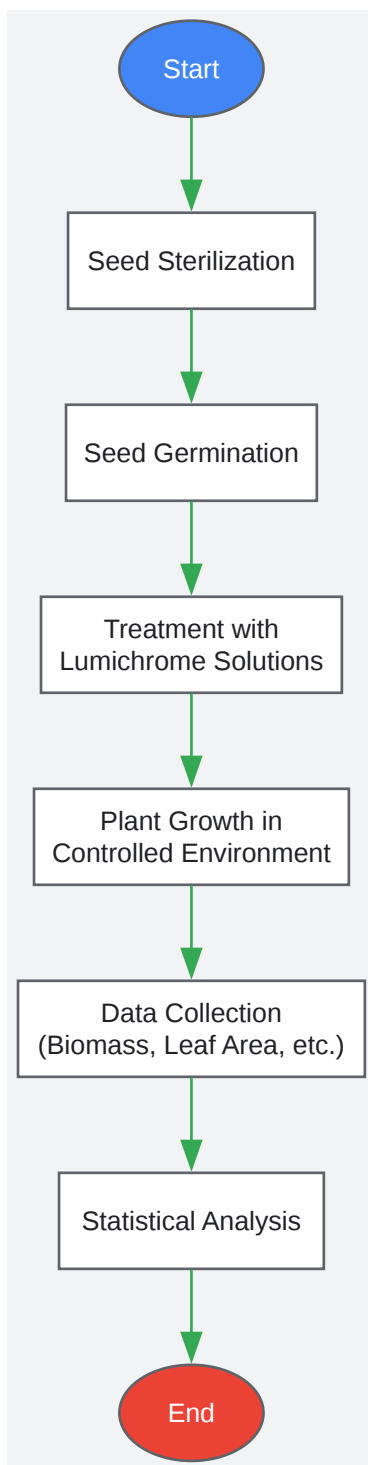 Start
Seed Sterilization
Seed Germination
Treatment with
Lumichrome Solutions
Plant Growth in
Controlled Environment
Data Collection
(Biomass, Leaf Area, etc.)
Statistical Analysis
End